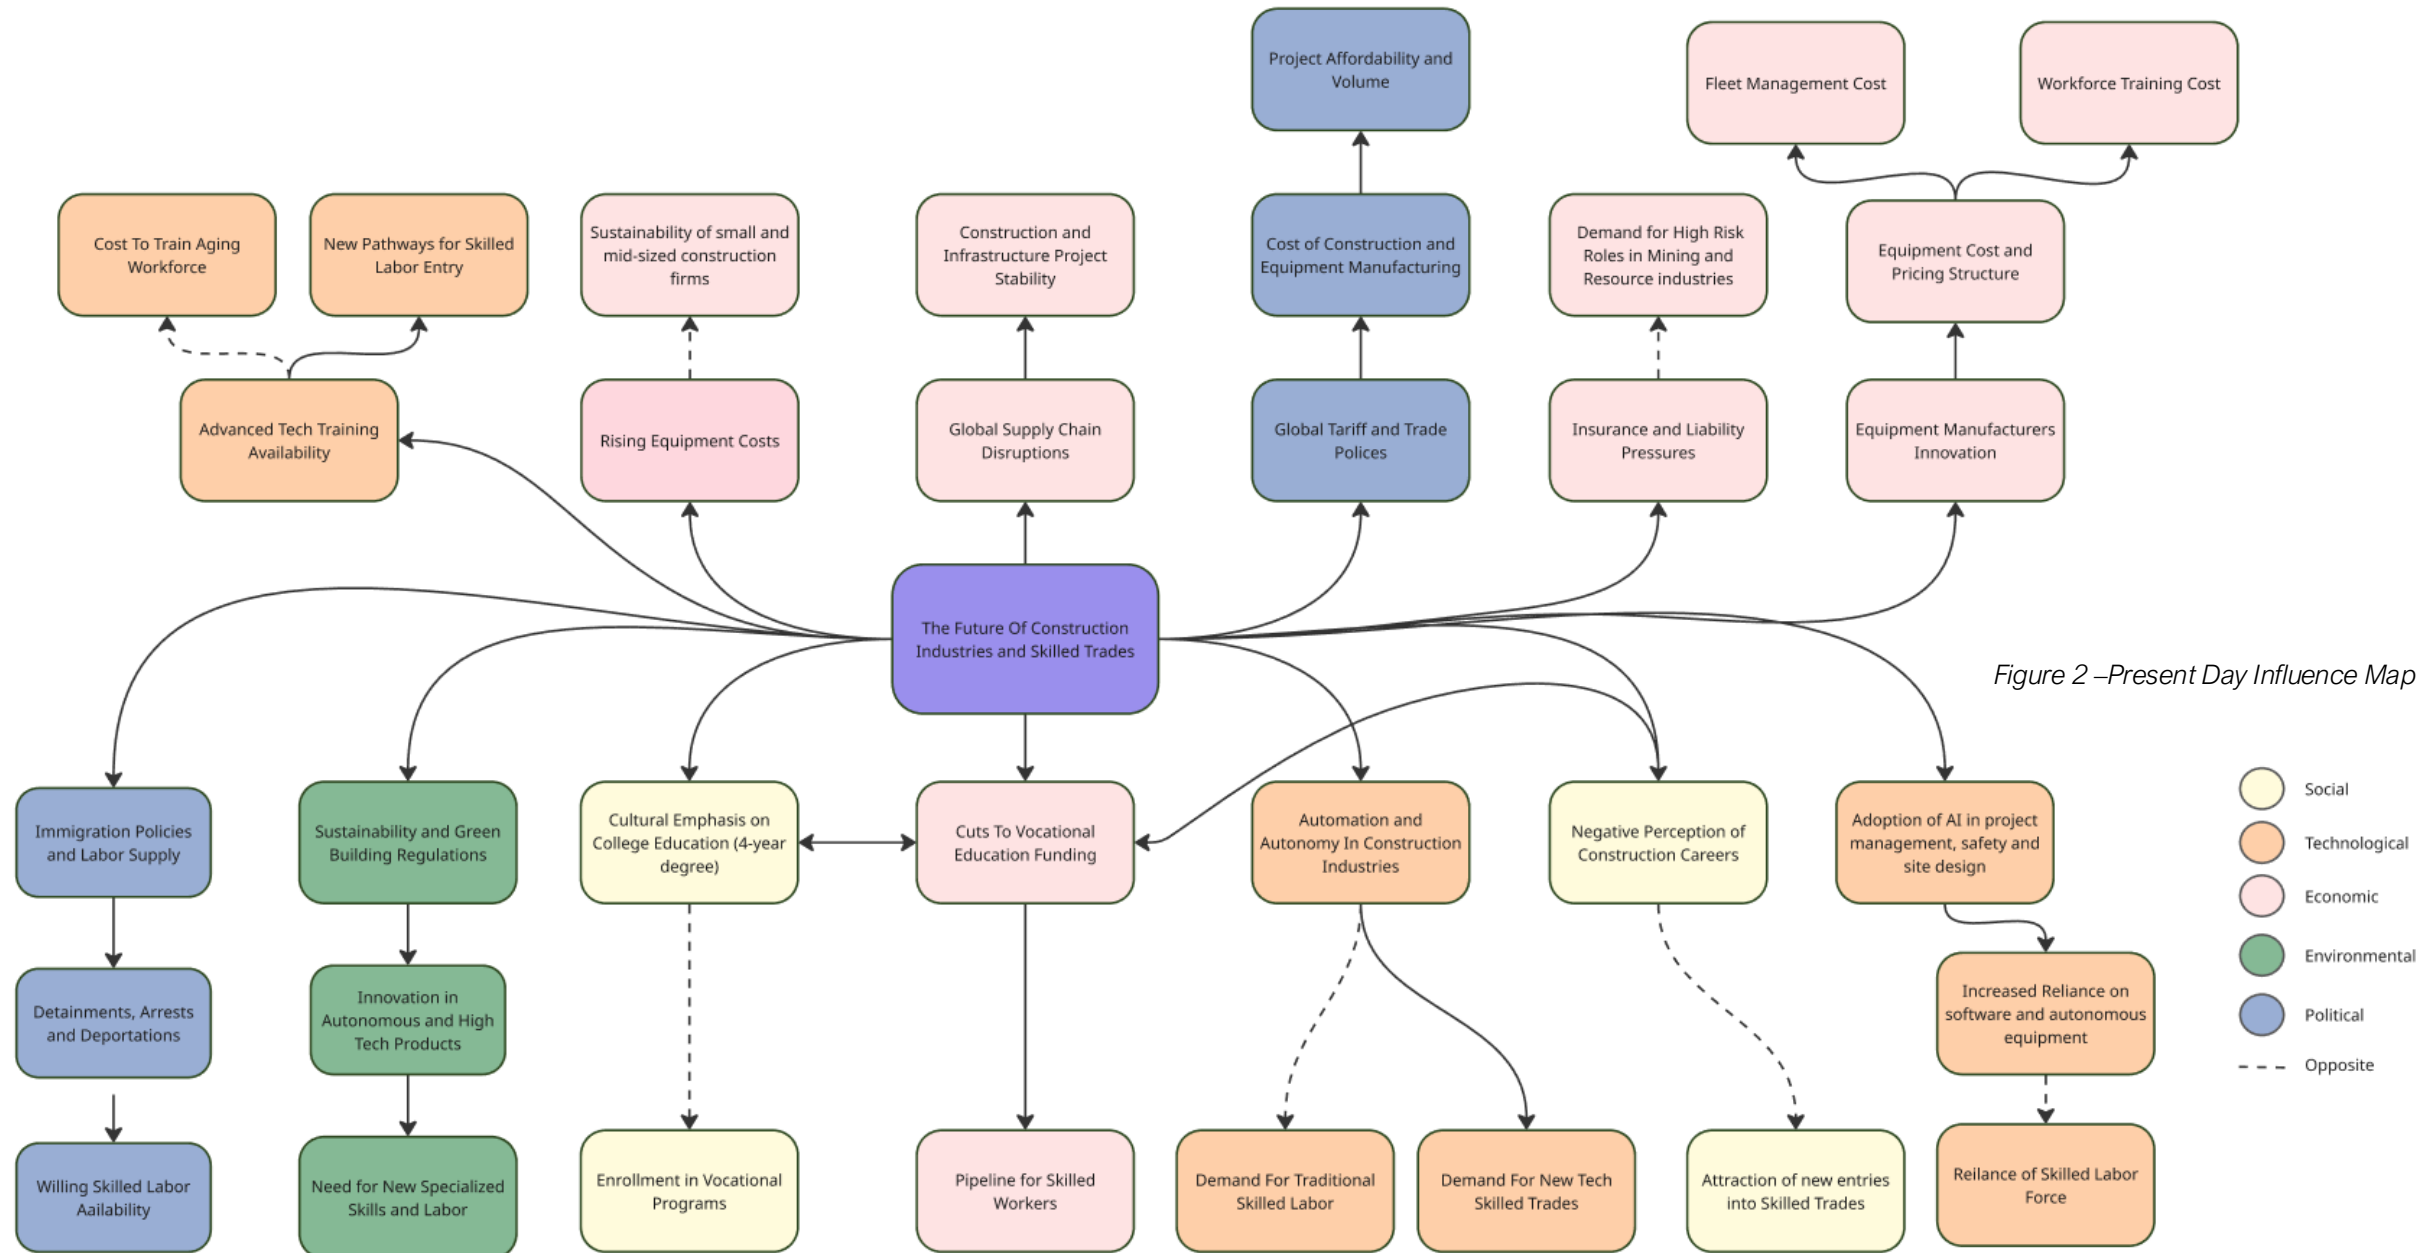 Project Affordability and
Volume
Fleet Management Cost
Workforce Training Cost
Cost To Train Aging
Workforce
New Pathways for Skilled
Labor Entry
Sustainability of small and
mid-sized construction
firms
Construction and
Infrastructure Project
Stability
Cost of Construction and
Equipment Manufacturing
Demand for High Risk
Roles in Mining and
Resource industries
Equipment Cost and
Pricing Structure
Advanced Tech Training
Availability
Rising Equipment Costs
Global Supply Chain
Disruptions
Global Tariff and Trade
Polices
Insurance and Liability
Pressures
Equipment Manufacturers
Innovation
The Future Of Construction
Industries and Skilled Trades
Figure 2 –Present Day Influence Map
Immigration Policies
and Labor Supply
Sustainability and Green
Building Regulations
Cultural Emphasis on
College Education (4-year
degree)
Cuts To Vocational
Education Funding
Automation and
Autonomy In Construction
Industries
Negative Perception of
Construction Careers
Adoption of AI in project
management, safety and
site design
Social
Technological
Economic
Environmental
Political
Opposite
Detainments, Arrests
and Deportations
Innovation in
Autonomous and High
Tech Products
Increased Reliance on
software and autonomous
equipment
Willing Skilled Labor
Aailability
Need for New Specialized
Skills and Labor
Enrollment in Vocational
Programs
Pipeline for Skilled
Workers
Demand For Traditional
Skilled Labor
Demand For New Tech
Skilled Trades
Attraction of new entries
into Skilled Trades
Reilance of Skilled Labor
Force